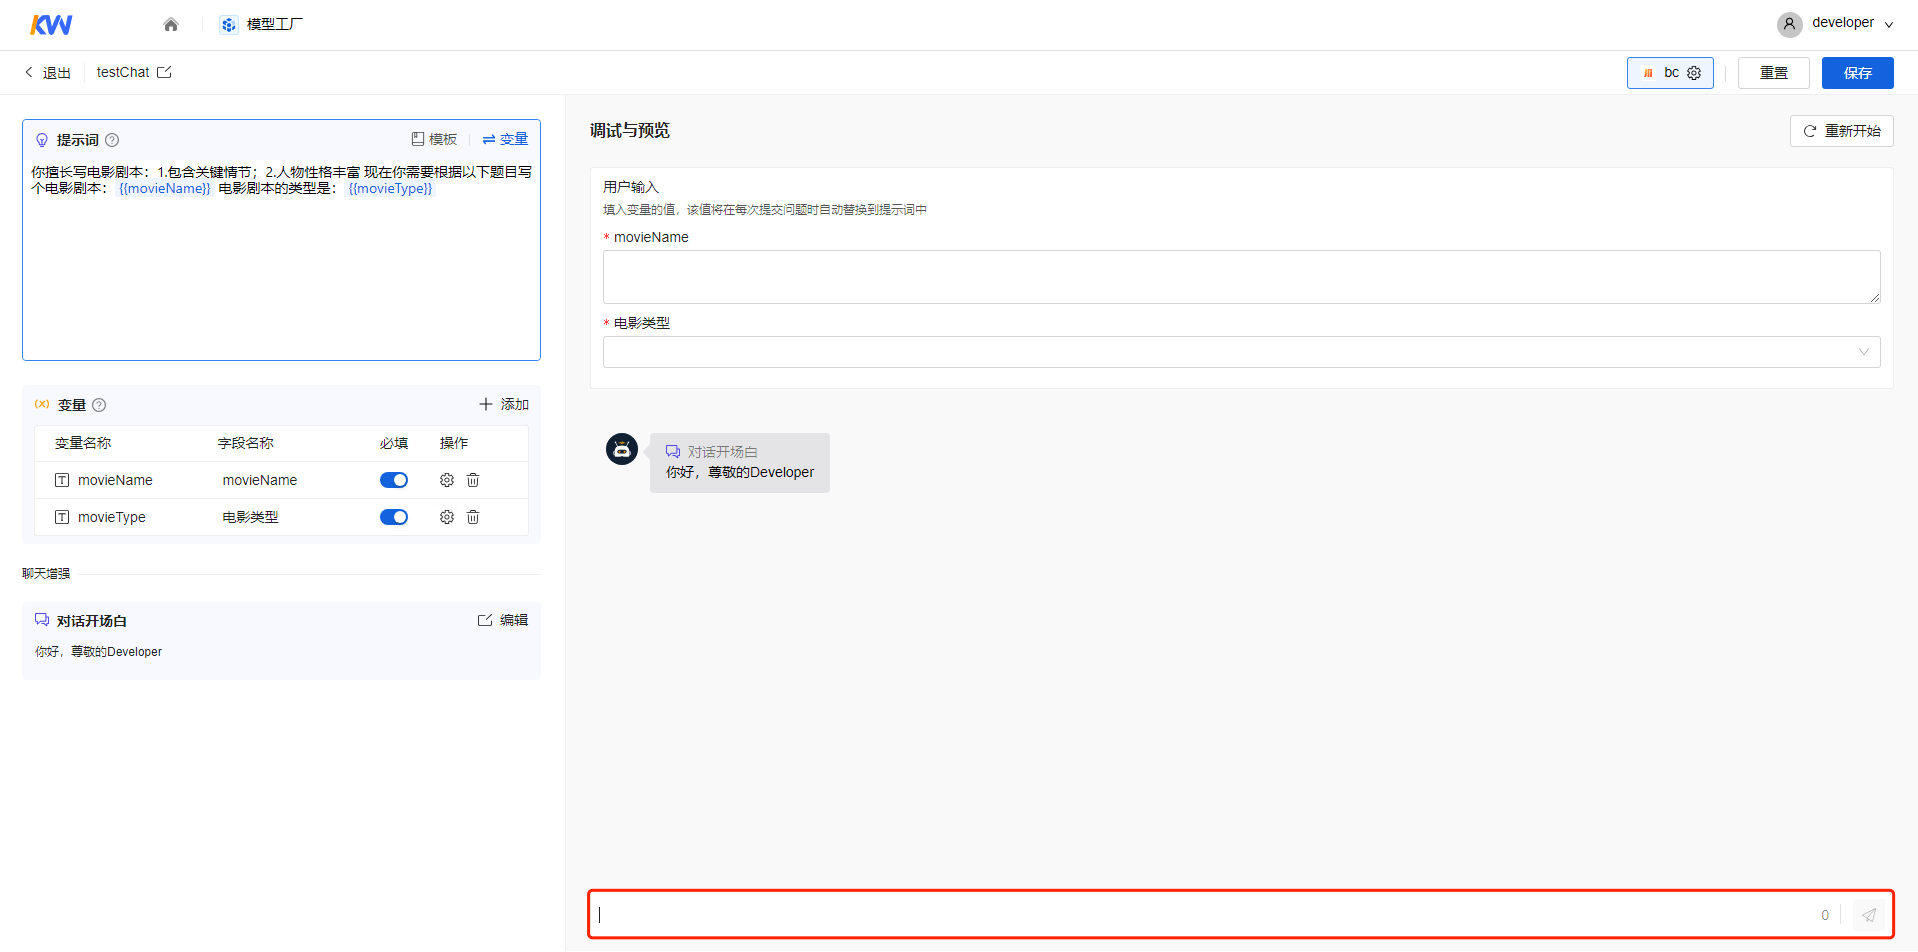 KW
模型工厂
developer
退出
testChat
bc
重置
保存
提示词
模板
变量
你擅长写电影剧本：1.包含关键情节；2.人物性格丰富 现在你需要根据以下题目写
个电影剧本： {{movieName}} 电影剧本的类型是： {{movieType}}
变量
添加
变量名称 字段名称 必填 操作
movieName movieName
movieType 电影类型
聊天增强
对话开场白
编辑
你好，尊敬的Developer
调试与预览
重新开始
用户输入
填入变量的值，该值将在每次提交问题时自动替换到提示词中
* movieName
* 电影类型
对话开场白
你好，尊敬的Developer
0